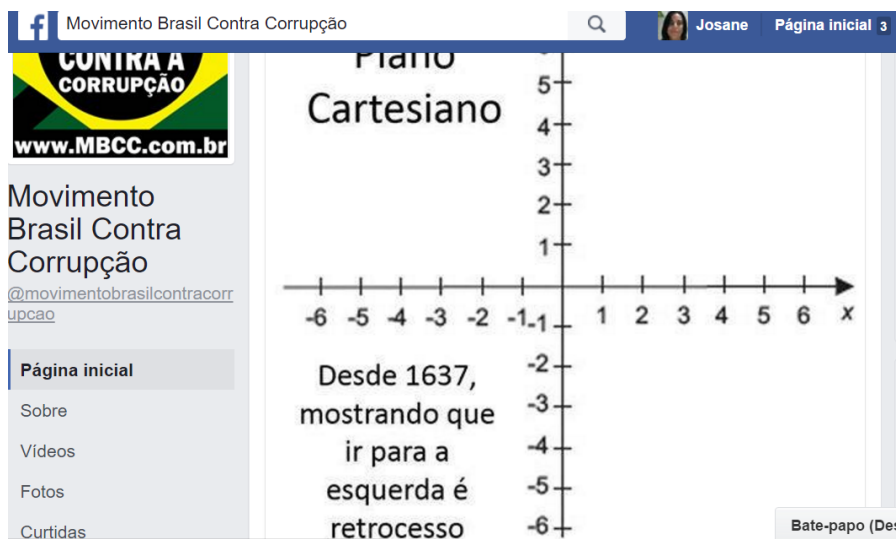 Movimento Brasil Contra Corrupção
Josane
Página inicial 3
CONTRA A
CORRUPÇÃO
www.MBCC.com.br
Movimento
Brasil Contra
Corrupção
@movimentobrasilcontracorr
upcao
Página inicial
Sobre
Vídeos
Fotos
Curtidas
Plano
Cartesiano
5
4
3
2
1
-6 -5 -4 -3 -2 -1 1 2 3 4 5 6 x
-1
-2
-3
-4
-5
-6
Desde 1637,
mostrando que
ir para a
esquerda é
retrocesso
Bate-papo